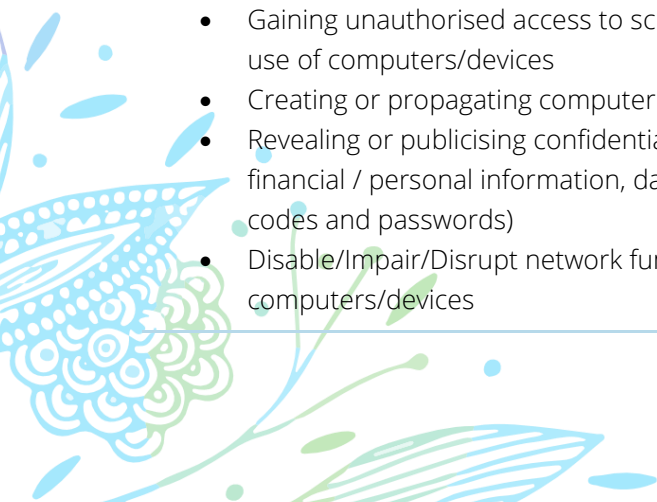 • Gaining unauthorised access to sc
use of computers/devices
• Creating or propagating computer
• Revealing or publicising confidentia
financial / personal information, da
codes and passwords)
• Disable/Impair/Disrupt network fun
computers/devices